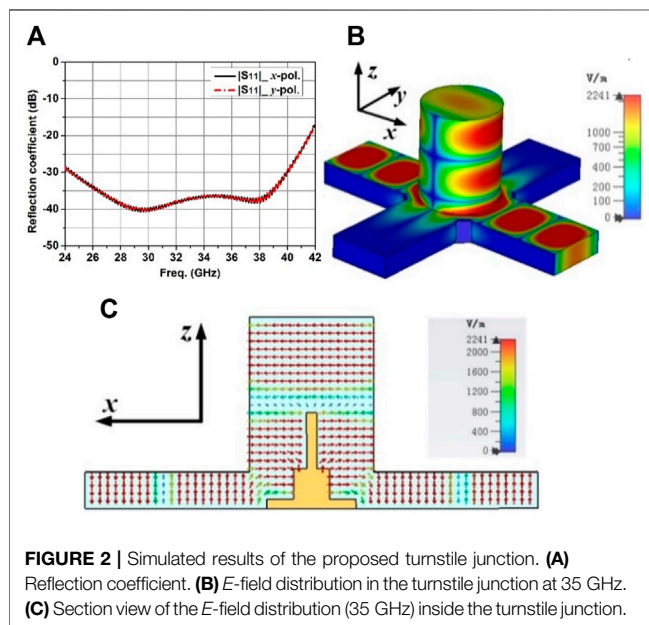 A
Reflection coefficient (dB)
0
-10
-20
-30
-40
-50
|S11|_ x-pol.
|S11|_ y-pol.
24 26 28 30 32 34 36 38 40 42
Freq. (GHz)
B
z
y
x
V/m
2241
1000
700
400
200
100
0
C
z
x
V/m
2241
2000
1600
1200
800
400
0
FIGURE 2 | Simulated results of the proposed turnstile junction. (A)
Reflection coefficient. (B) E-field distribution in the turnstile junction at 35 GHz.
(C) Section view of the E-field distribution (35 GHz) inside the turnstile junction.